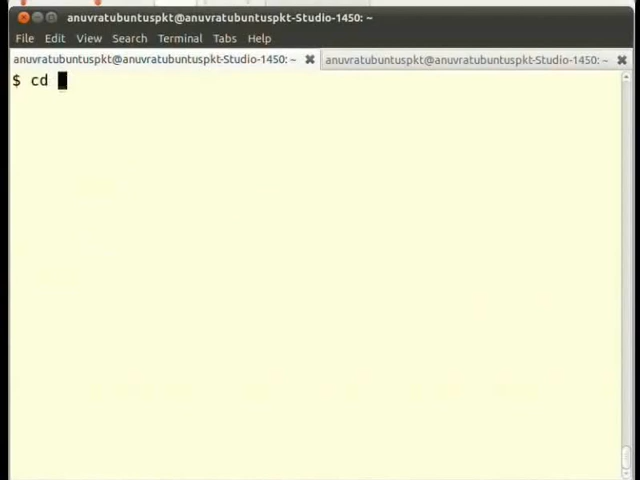 anuvratubuntuspkt@anuvratubuntuspkt-Studio-1450: ~
File Edit View Search Terminal Tabs Help
anuvratubuntuspkt@anuvratubuntuspkt-Studio-1450: ~ anuvratubuntuspkt@anuvratubuntuspkt-Studio-1450: ~
$ cd